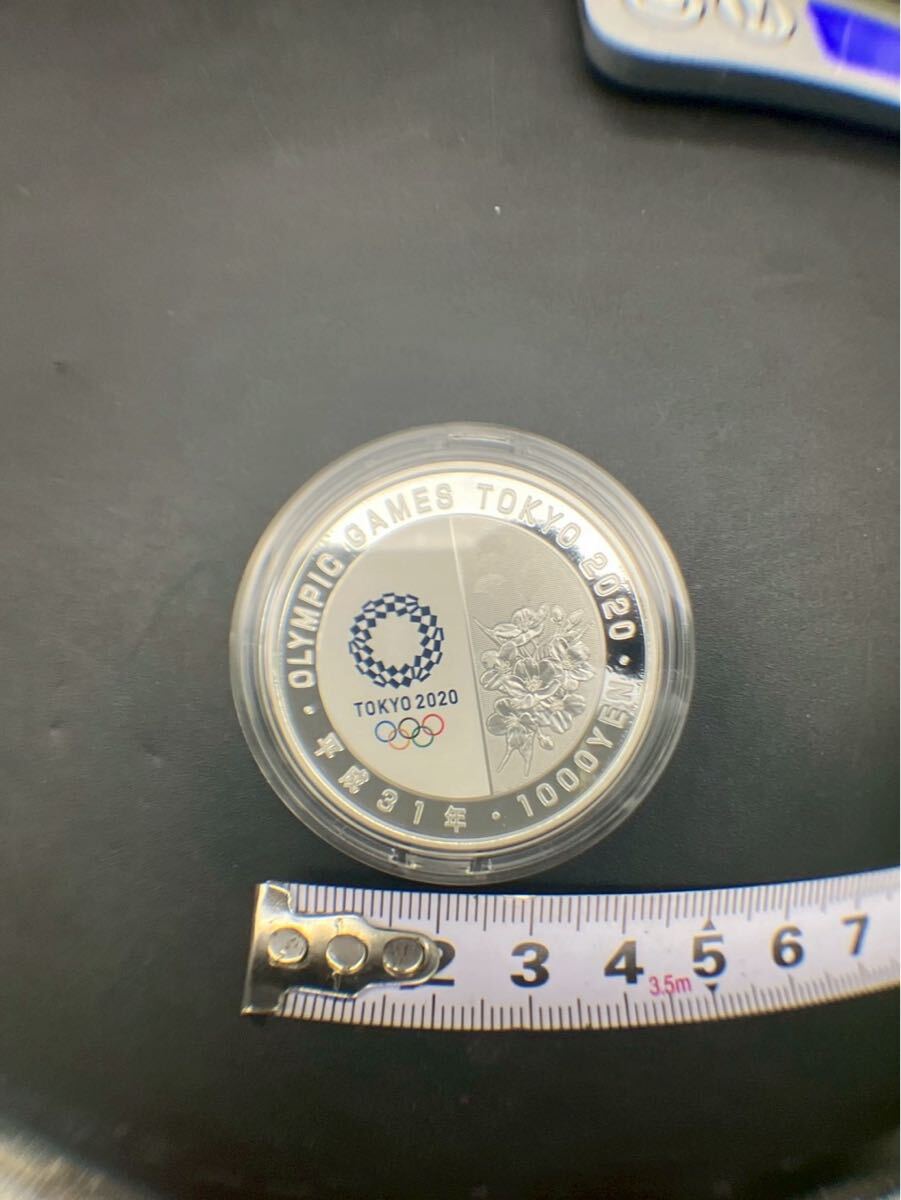 OLYMPIC GAMES TOKYO 2020
TOKYO 2020
平成31年・1000YEN
2 3 4 5 6 7
3.5m